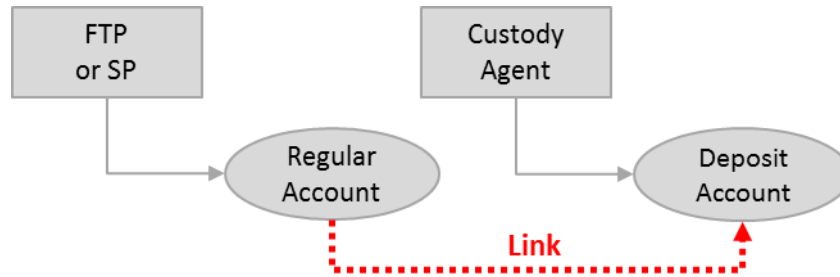 FTP
or SP
Custody
Agent
Regular
Account
Deposit
Account
Link